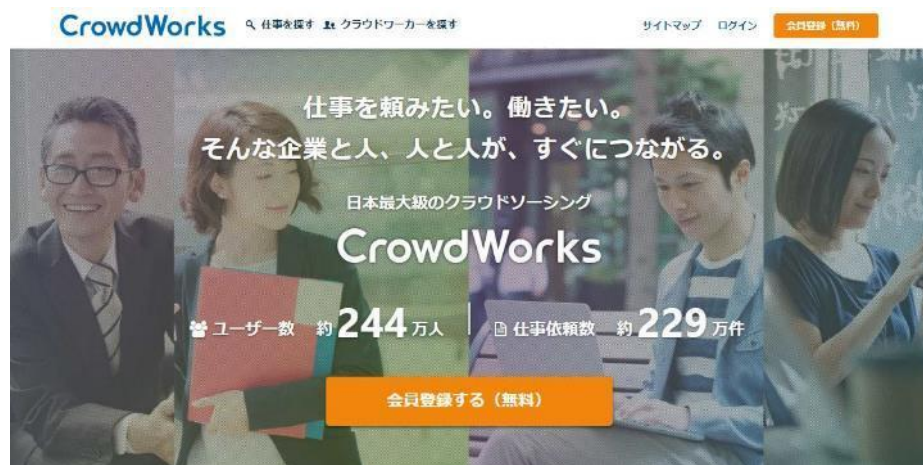 CrowdWorks 仕事を探す クラウドワーカーを探す サイトマップ ログイン 会員登録（無料）
仕事を頼みたい。働きたい。
そんな企業と人、人と人が、すぐにつながる。
日本最大級のクラウドソーシング
CrowdWorks
ユーザー数 約244万人 仕事依頼数 約229万件
会員登録する（無料）